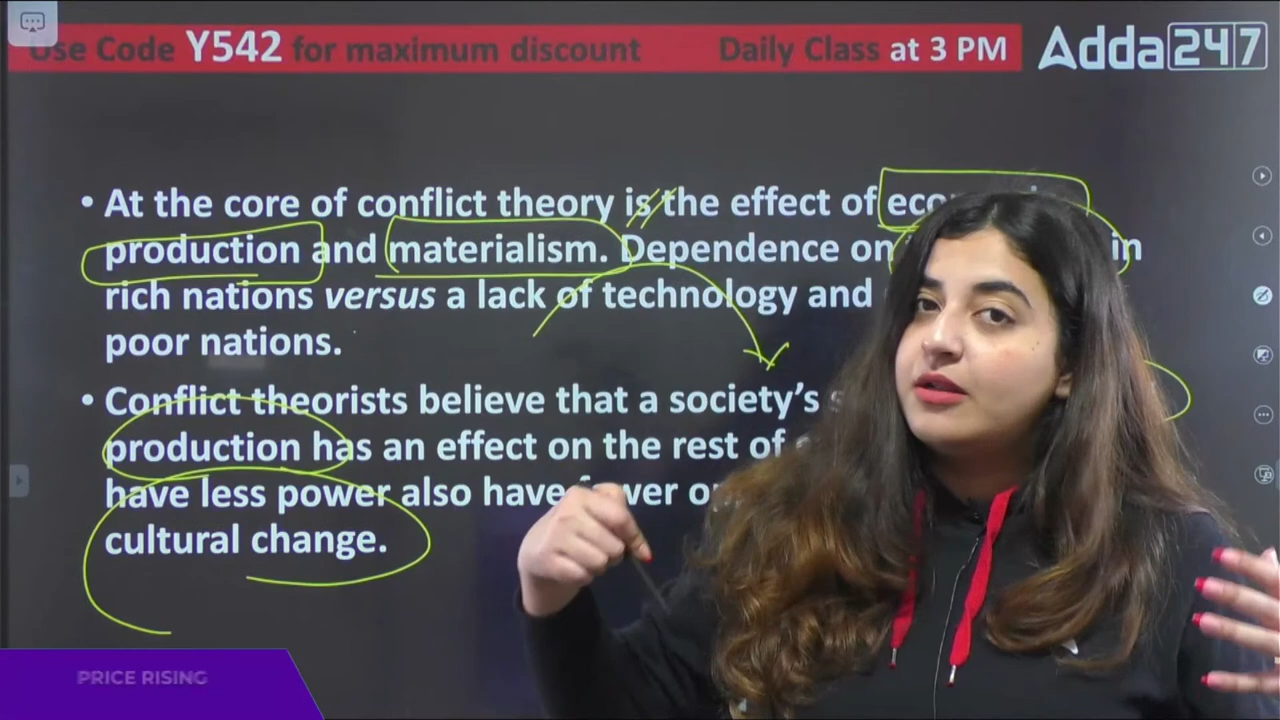 Use Code Y542 for maximum discount Daily Class at 3 PM Adda247
• At the core of conflict theory is the effect of
production and materialism. Dependence on in
rich nations versus a lack of technology and
poor nations.
• Conflict theorists believe that a society's
production has an effect on the rest of
have less power also have fewer
cultural change.
PRICE RISING